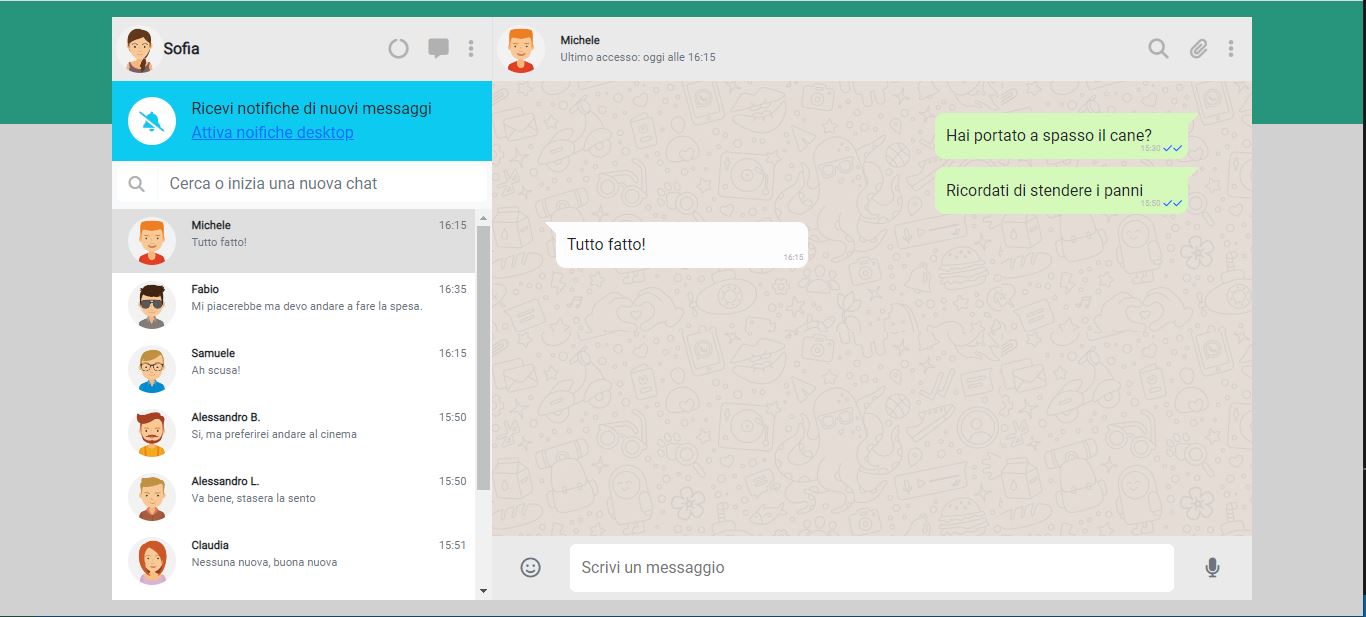 Sofia
Ricevi notifiche di nuovi messaggi
Attiva noifiche desktop
Cerca o inizia una nuova chat
Michele 16:15
Tutto fatto!
Fabio 16:35
Mi piacerebbe ma devo andare a fare la spesa.
Samuele 16:15
Ah scusa!
Alessandro B. 15:50
Si, ma preferirei andare al cinema
Alessandro L. 15:50
Va bene, stasera la sento
Claudia 15:51
Nessuna nuova, buona nuova
Michele
Ultimo accesso: oggi alle 16:15
Hai portato a spasso il cane?
15:30
Ricordati di stendere i panni
15:50
Tutto fatto!
16:15
Scrivi un messaggio